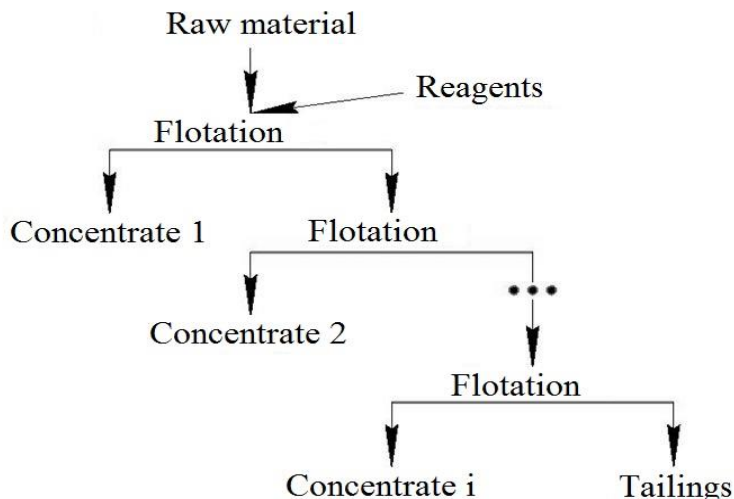 Raw material
Reagents
Flotation
Concentrate 1
Flotation
Concentrate 2
Flotation
Concentrate i
Tailings